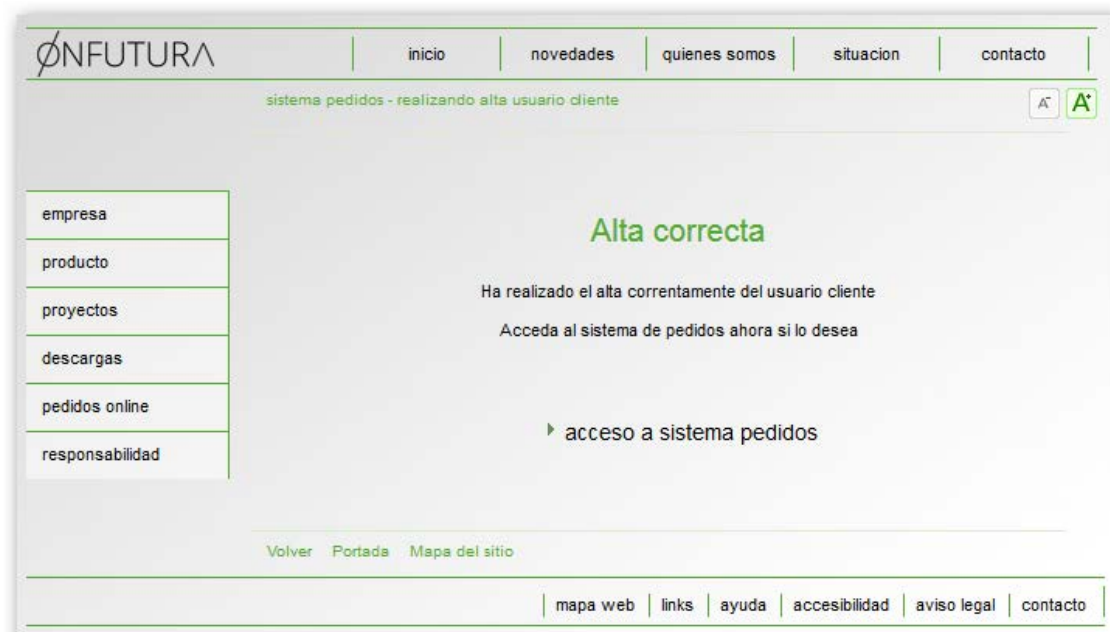 ØNFUTURΛ
inicio
novedades
quienes somos
situacion
contacto
sistema pedidos - realizando alta usuario cliente
A-
A+
empresa
producto
proyectos
descargas
pedidos online
responsabilidad
Alta correcta
Ha realizado el alta correntamente del usuario cliente
Acceda al sistema de pedidos ahora si lo desea
acceso a sistema pedidos
Volver Portada Mapa del sitio
mapa web links ayuda accesibilidad aviso legal contacto